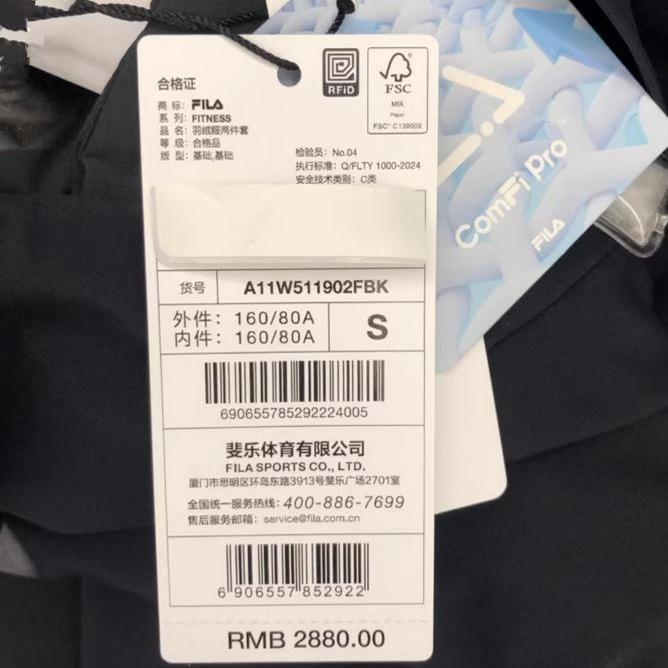 合格证
商 标： FILA
系 列： FITNESS
品 名： 羽绒服两件套
等 级： 合格品
版 型： 基础,基础
RFiD
FSC
MIX
Paper
FSC® C139009
检验员： No.04
执行标准： Q/FLTY 1000-2024
安全技术类别： C类
ComFi Pro
FILA
货号 A11W511902FBK
外件： 160/80A
内件： 160/80A
S
690655785292224005
斐乐体育有限公司
FILA SPORTS CO., LTD.
厦门市思明区环岛东路3913号斐乐广场2701室
全国统一服务热线： 400-886-7699
售后服务邮箱： service@fila.com.cn
6 906557 852922
RMB 2880.00